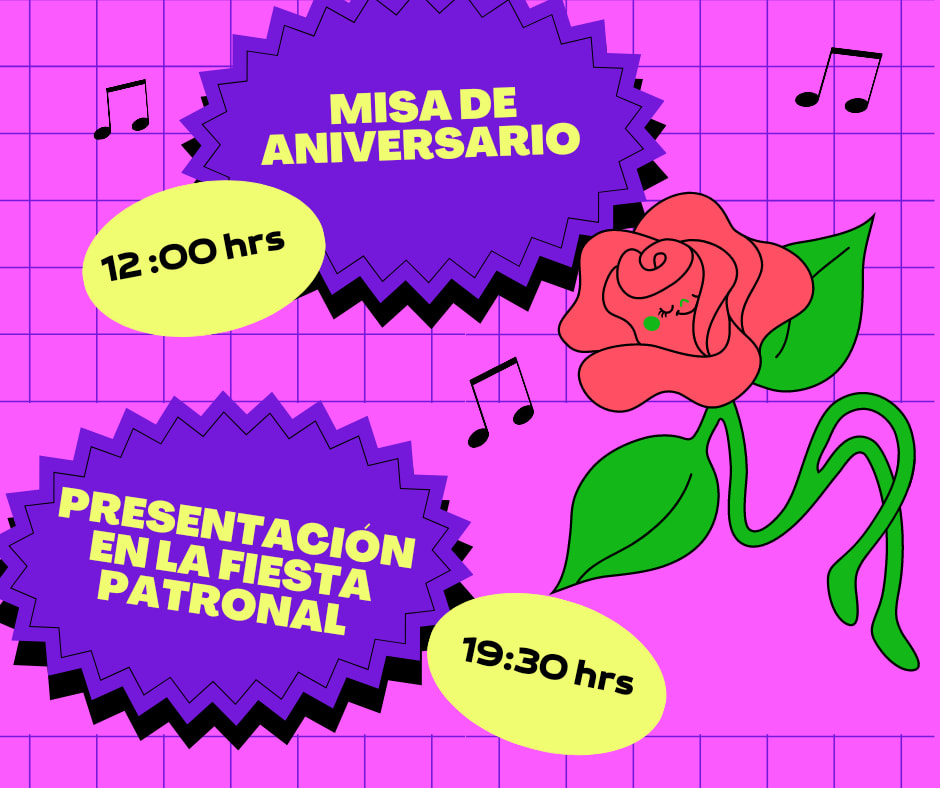 MISA DE
ANIVERSARIO
12:00 hrs
PRESENTACIÓN
EN LA FIESTA
PATRONAL
19:30 hrs